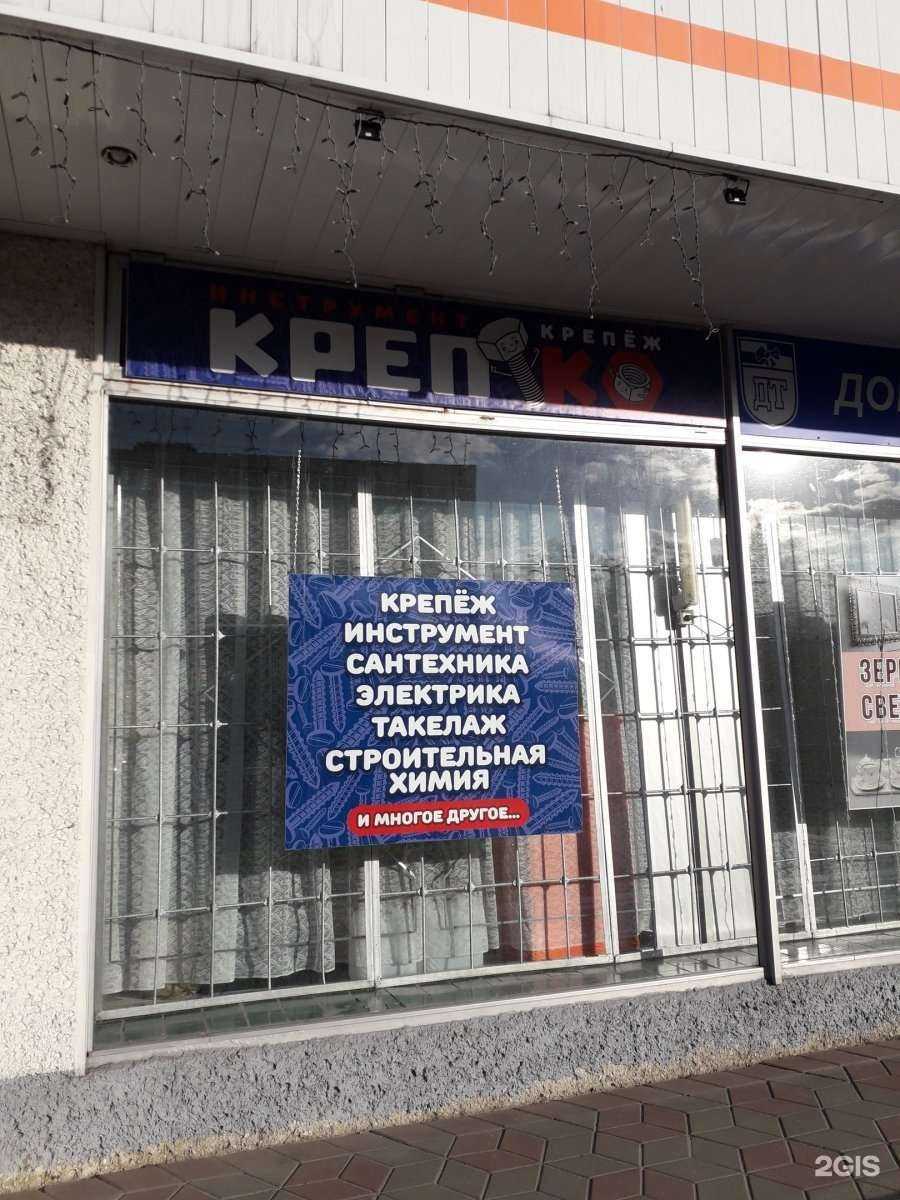 ИНСТРУМЕНТ
КРЕПЁЖ
КРЕПКО
ДТ
КРЕПЁЖ
ИНСТРУМЕНТ
САНТЕХНИКА
ЭЛЕКТРИКА
ТАКЕЛАЖ
СТРОИТЕЛЬНАЯ
ХИМИЯ
И МНОГОЕ ДРУГОЕ...
2GIS